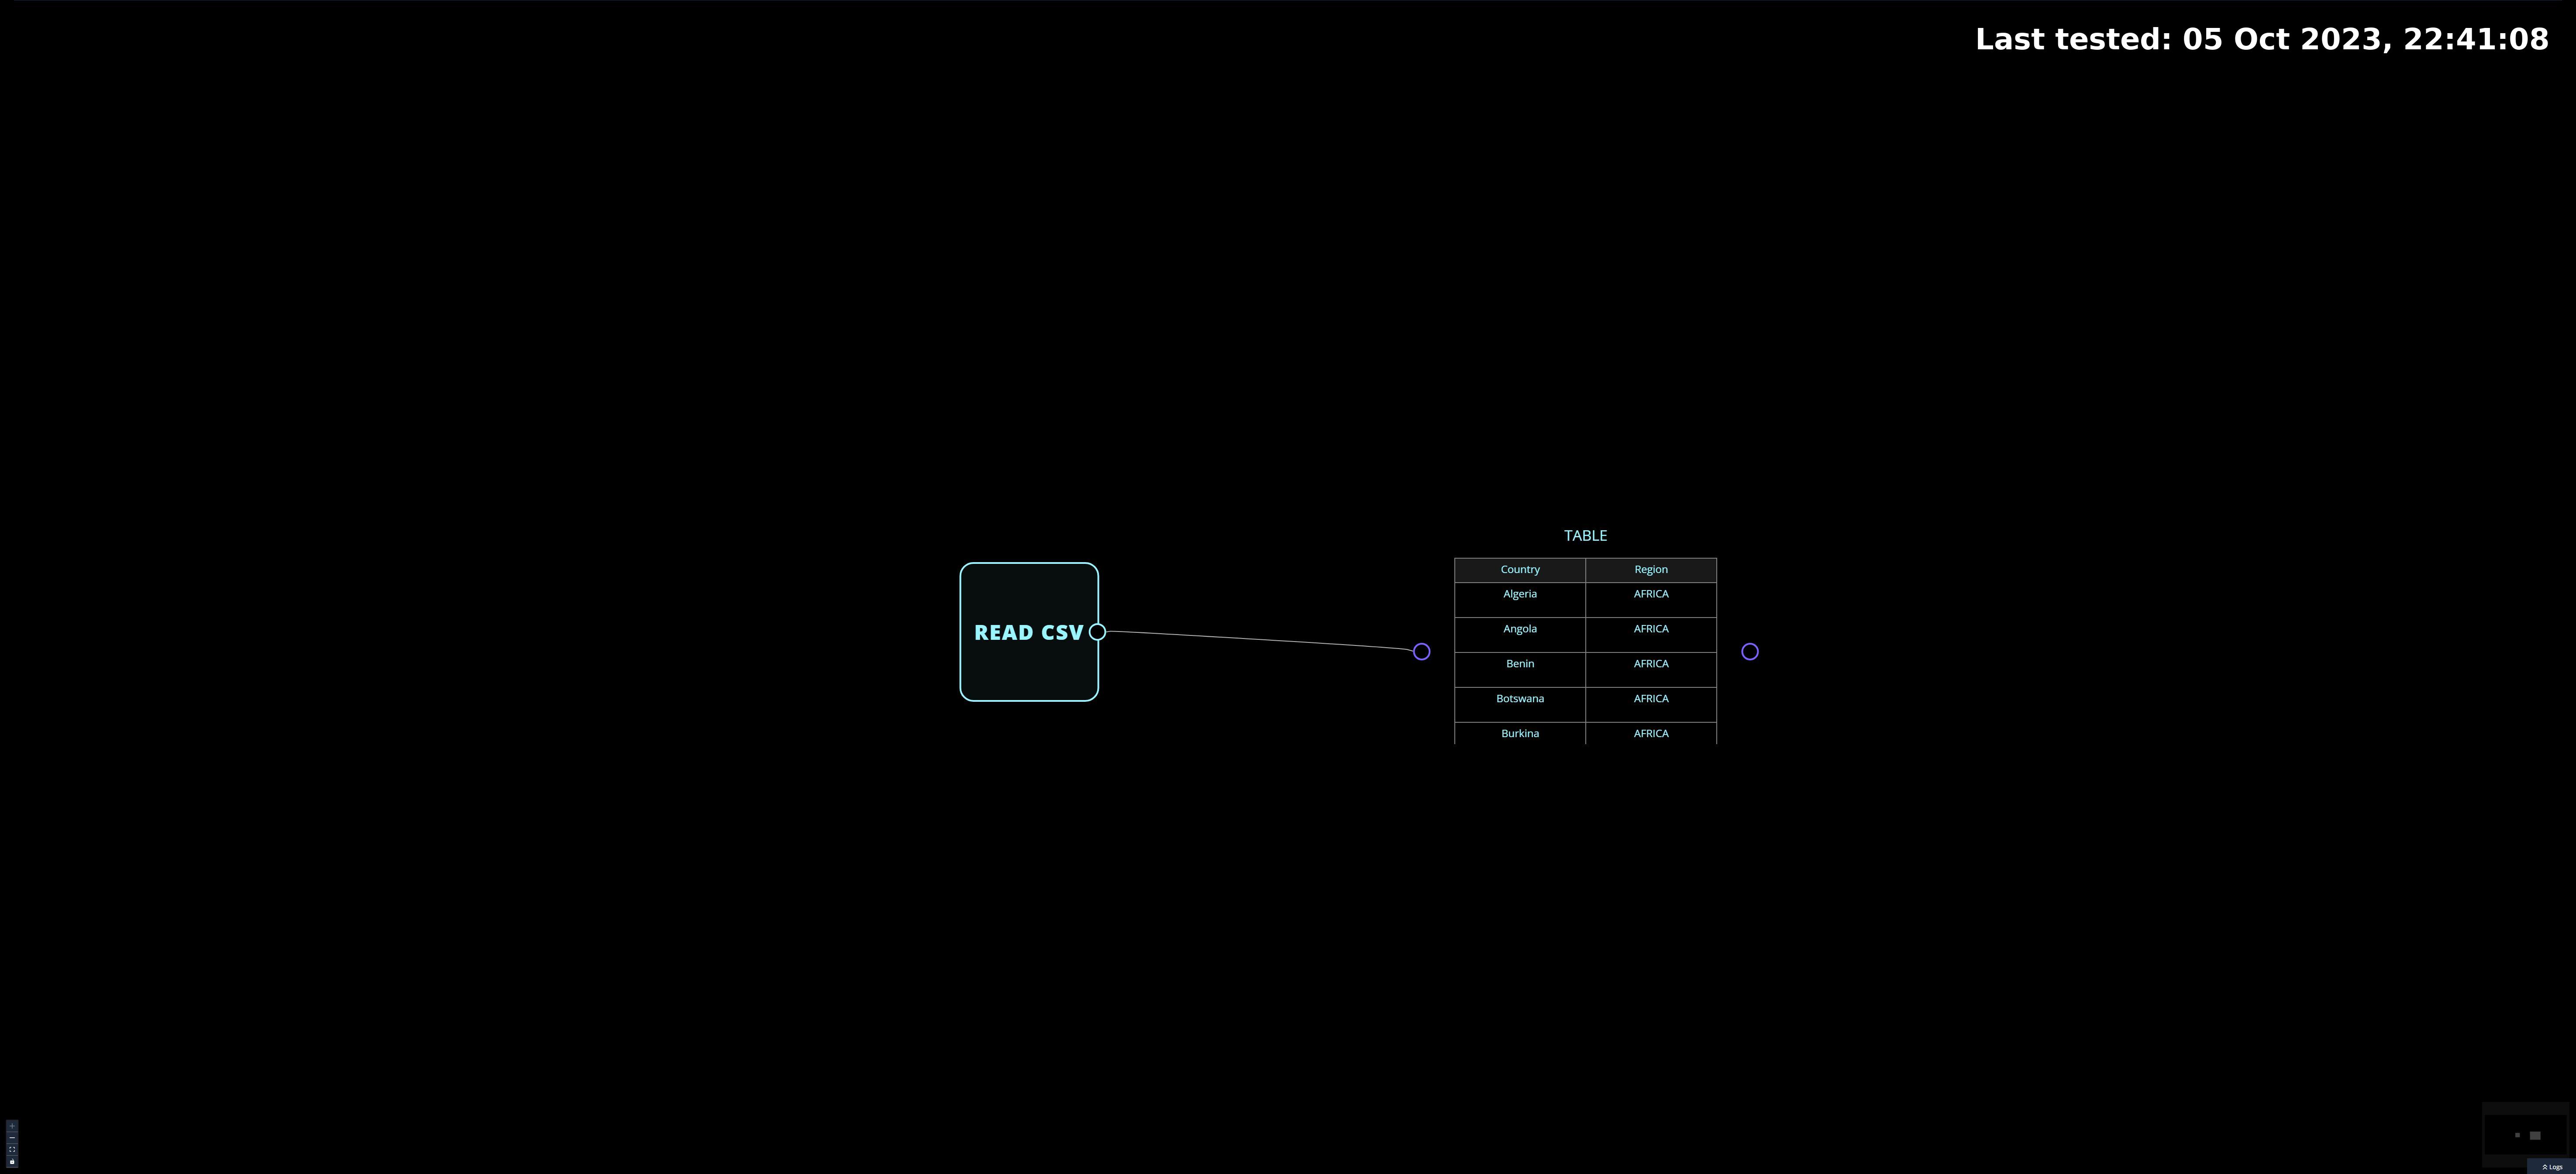 Last tested: 05 Oct 2023, 22:41:08
TABLE
Country Region
Algeria AFRICA
Angola AFRICA
READ CSV
Benin AFRICA
Botswana AFRICA
Burkina AFRICA
Logs